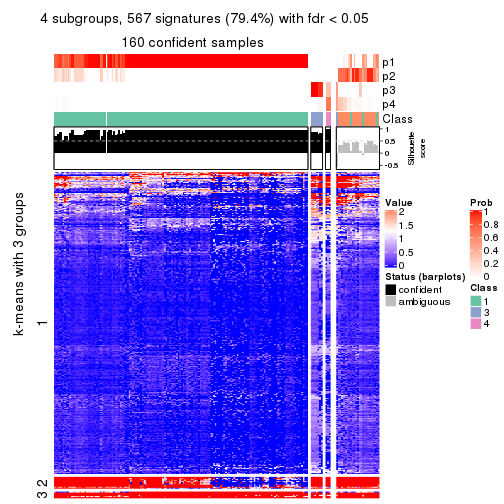 4 subgroups, 567 signatures (79.4%) with fdr < 0.05
160 confident samples
p1
p2
p3
p4
Class
1
0.5
0
-0.5
Silhouette
score
k-means with 3 groups
1
2
3
Value
2
1.5
1
0.5
0
Status (barplots)
confident
ambiguous
Prob
1
0.8
0.6
0.4
0.2
0
Class
1
3
4